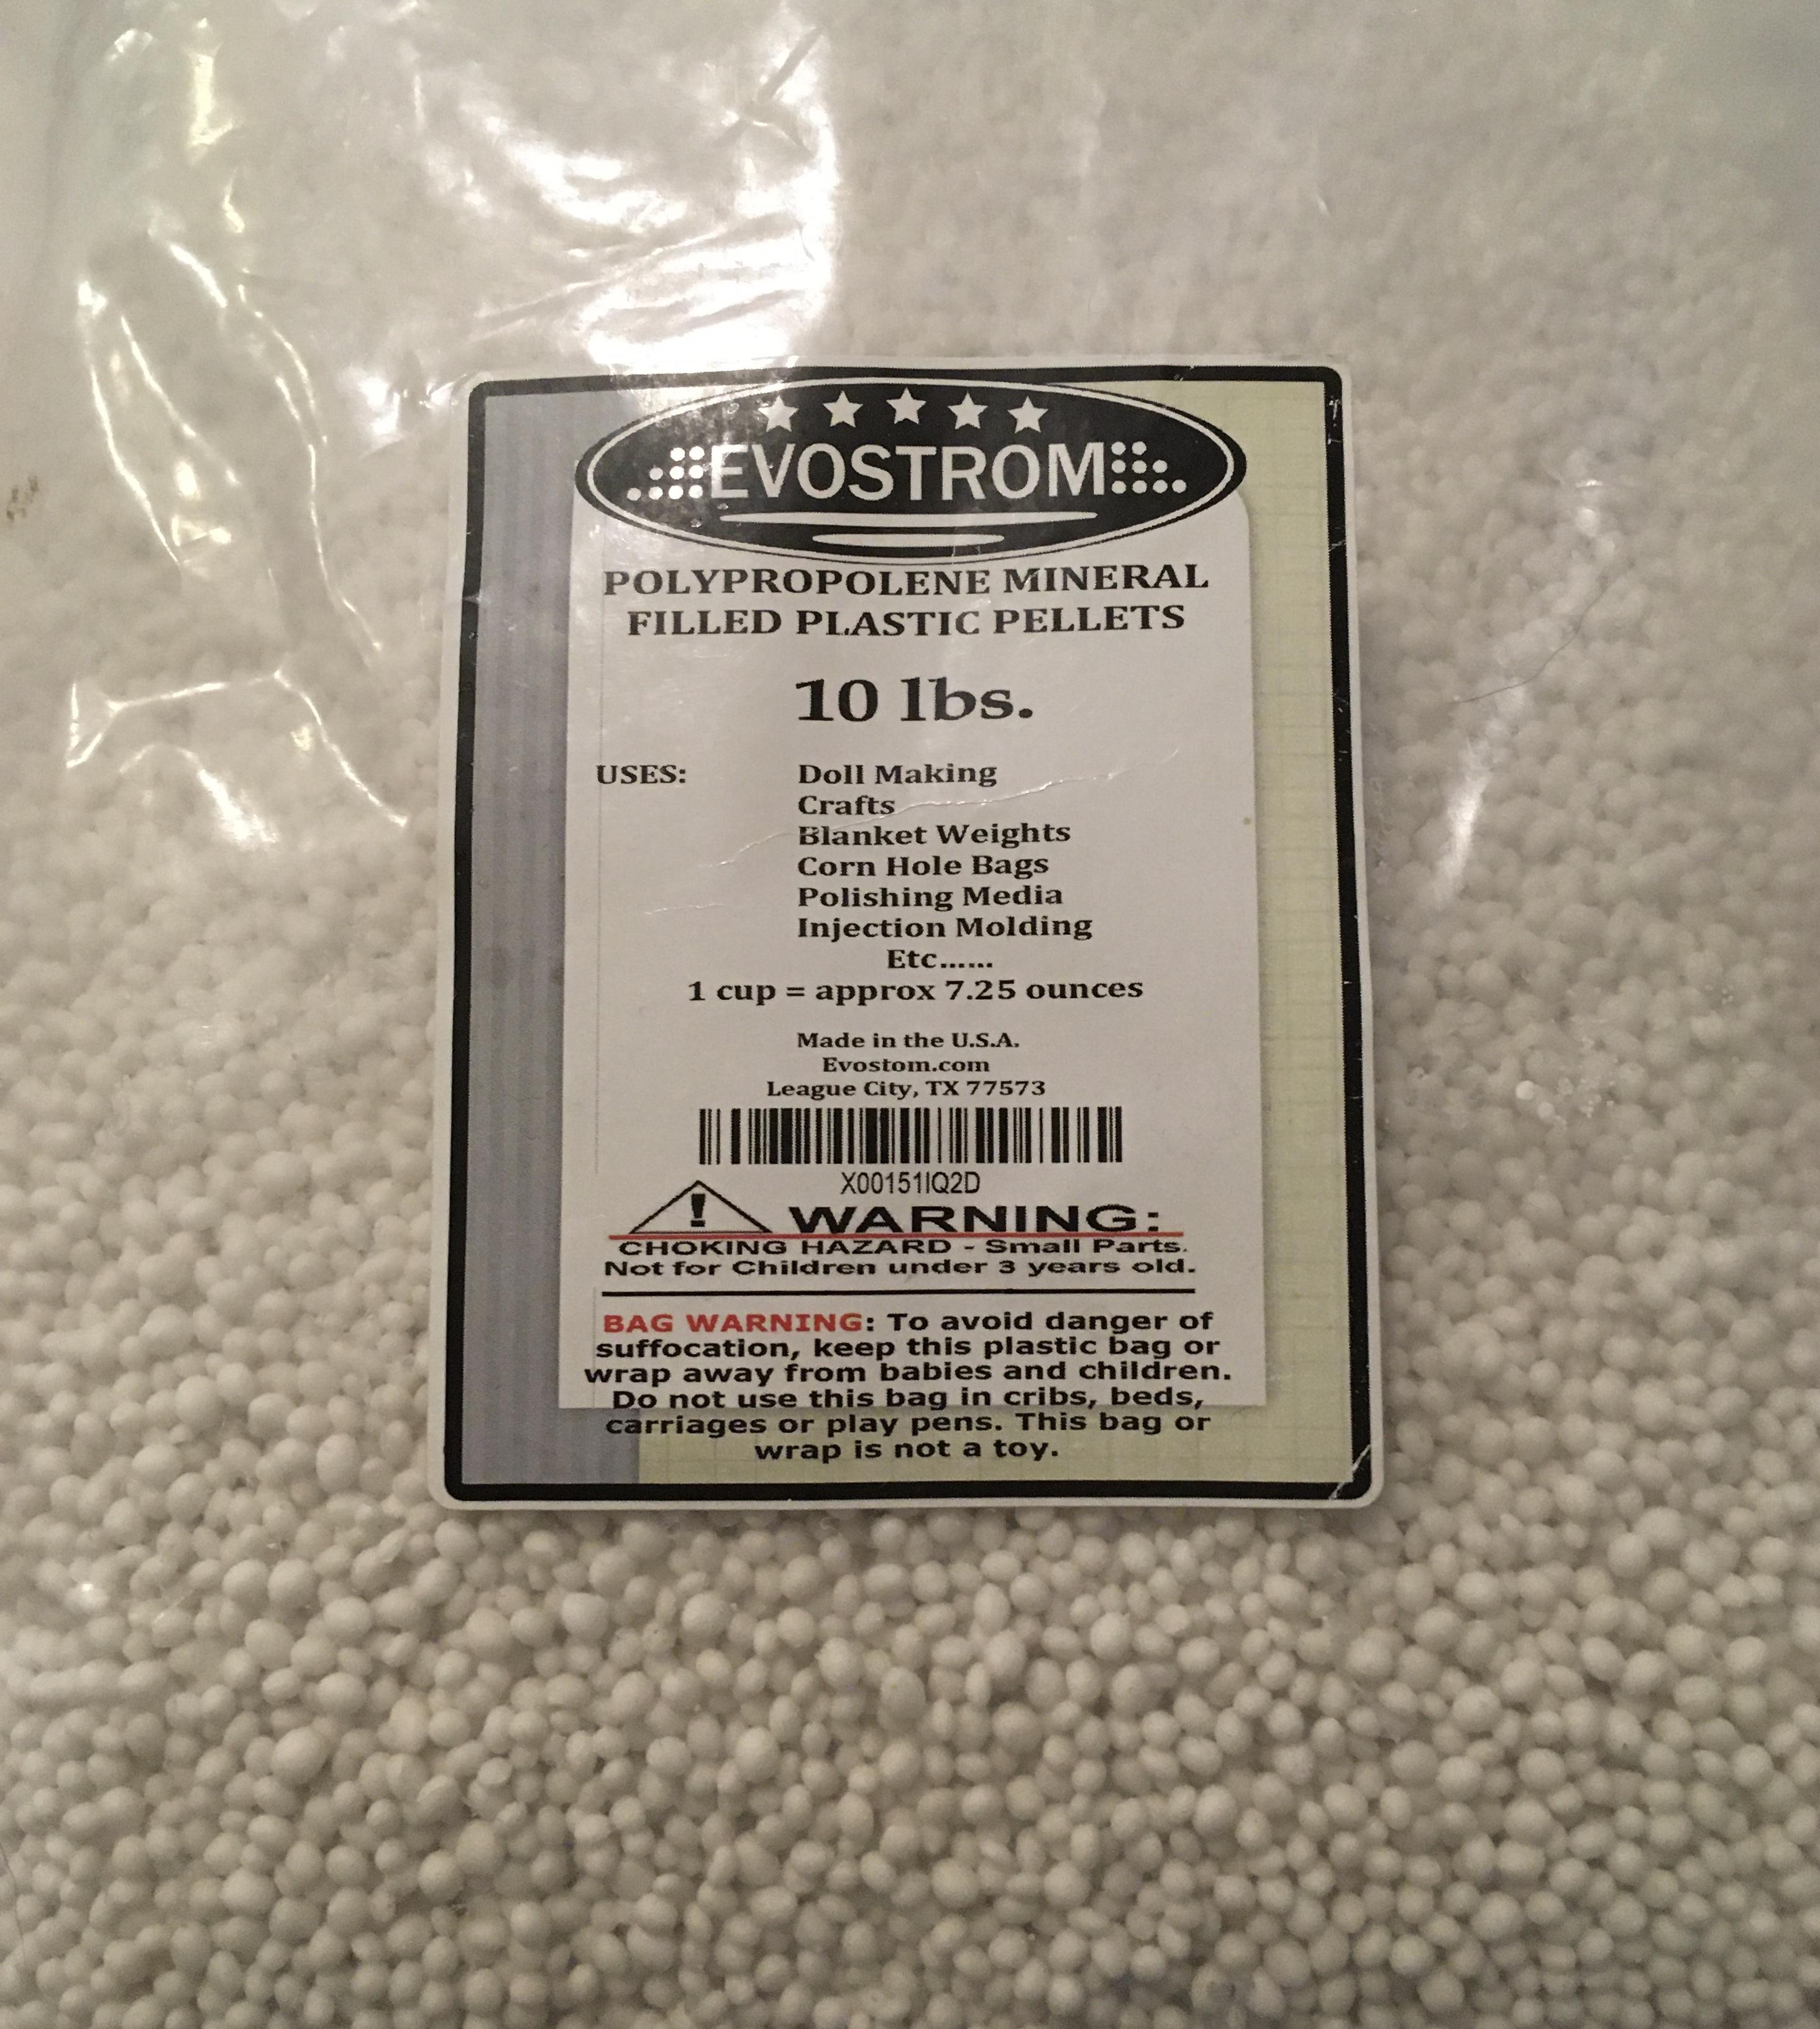 EVOSTROM
POLYPROPOLENE MINERAL
FILLED PLASTIC PELLETS
10 lbs.
USES: Doll Making
Crafts
Blanket Weights
Corn Hole Bags
Polishing Media
Injection Molding
Etc......
1 cup = approx 7.25 ounces
Made in the U.S.A.
Evostom.com
League City, TX 77573
X00151IQ2D
! WARNING:
CHOKING HAZARD - Small Parts.
Not for Children under 3 years old.
BAG WARNING: To avoid danger of
suffocation, keep this plastic bag or
wrap away from babies and children.
Do not use this bag in cribs, beds,
carriages or play pens. This bag or
wrap is not a toy.